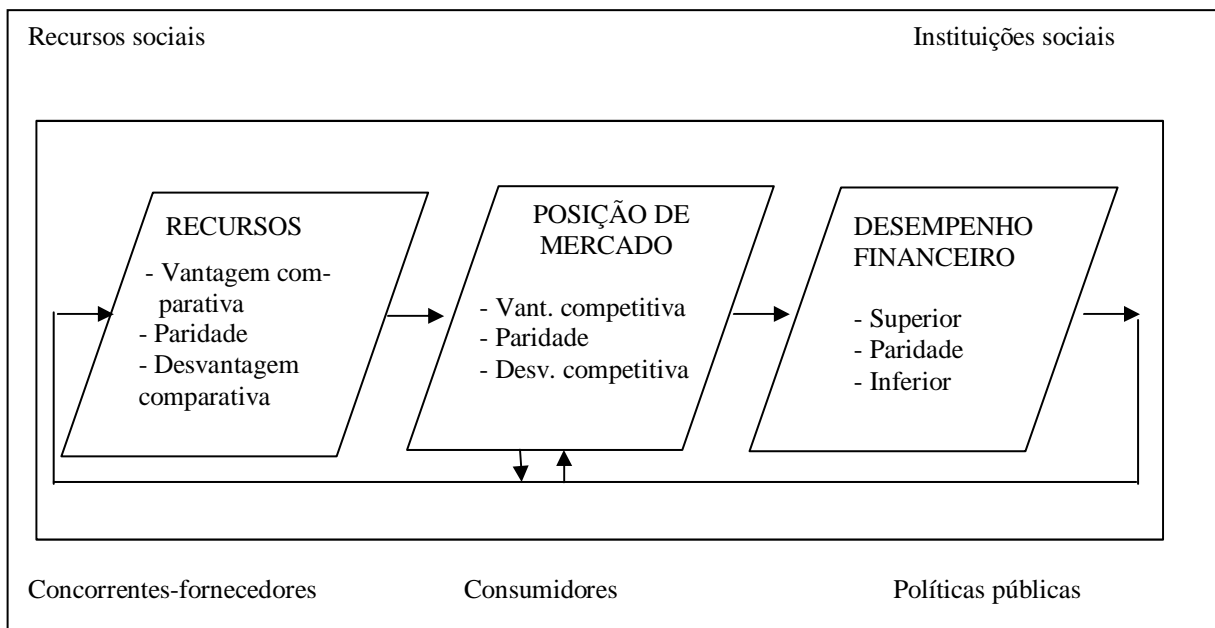 Recursos sociais
Instituições sociais
RECURSOS
- Vantagem com-
parativa
- Paridade
- Desvantagem
comparativa
POSIÇÃO DE
MERCADO
- Vant. competitiva
- Paridade
- Desv. competitiva
DESEMPENHO
FINANCEIRO
- Superior
- Paridade
- Inferior
Concorrentes-fornecedores
Consumidores
Políticas públicas